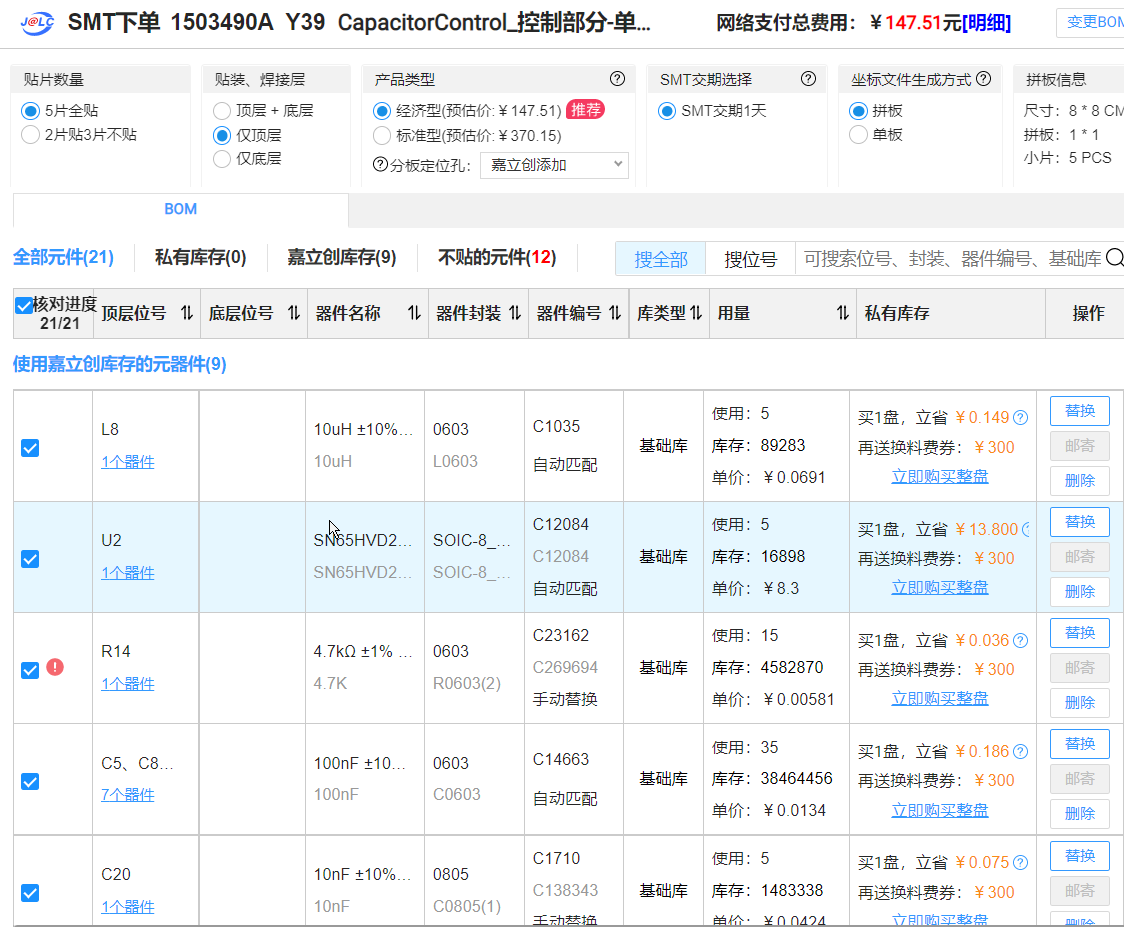 J@LC SMT下单 1503490A Y39 CapacitorControl_控制部分-单... 网络支付总费用：￥147.51元[明细] 变更BOM
贴片数量 贴装、焊接层 产品类型 SMT交期选择 坐标文件生成方式 拼板信息
5片全贴 顶层 + 底层 经济型(预估价:￥147.51) 推荐 SMT交期1天 拼板 尺寸：8 * 8 CM
2片贴3片不贴 仅顶层 标准型(预估价:￥370.15) 单板 拼板：1 * 1
仅底层 分板定位孔: 嘉立创添加 小片：5 PCS
BOM
全部元件(21) 私有库存(0) 嘉立创库存(9) 不贴的元件(12) 搜全部 搜位号 可搜索位号、封装、器件编号、基础库
核对进度 21/21 顶层位号 底层位号 器件名称 器件封装 器件编号 库类型 用量 私有库存 操作
使用嘉立创库存的元器件(9)
L8
1个器件
10uH ±10%...
10uH
0603
L0603
C1035
自动匹配
基础库
使用：5
库存：89283
单价：￥0.0691
买1盘，立省 ￥0.149
再送换料费券：￥300
立即购买整盘
替换
邮寄
删除
U2
1个器件
SN65HVD2...
SN65HVD2...
SOIC-8_...
SOIC-8_...
C12084
C12084
自动匹配
基础库
使用：5
库存：16898
单价：￥8.3
买1盘，立省 ￥13.800
再送换料费券：￥300
立即购买整盘
替换
邮寄
删除
R14
1个器件
4.7kΩ ±1% ...
4.7K
0603
R0603(2)
C23162
C269694
手动替换
基础库
使用：15
库存：4582870
单价：￥0.00581
买1盘，立省 ￥0.036
再送换料费券：￥300
立即购买整盘
替换
邮寄
删除
C5、C8...
7个器件
100nF ±10...
100nF
0603
C0603
C14663
自动匹配
基础库
使用：35
库存：38464456
单价：￥0.0134
买1盘，立省 ￥0.186
再送换料费券：￥300
立即购买整盘
替换
邮寄
删除
C20
1个器件
10nF ±10%...
10nF
0805
C0805(1)
C1710
C138343
手动替换
基础库
使用：5
库存：1483338
单价：￥0.0424
买1盘，立省 ￥0.075
再送换料费券：￥300
立即购买整盘
替换
邮寄
删除